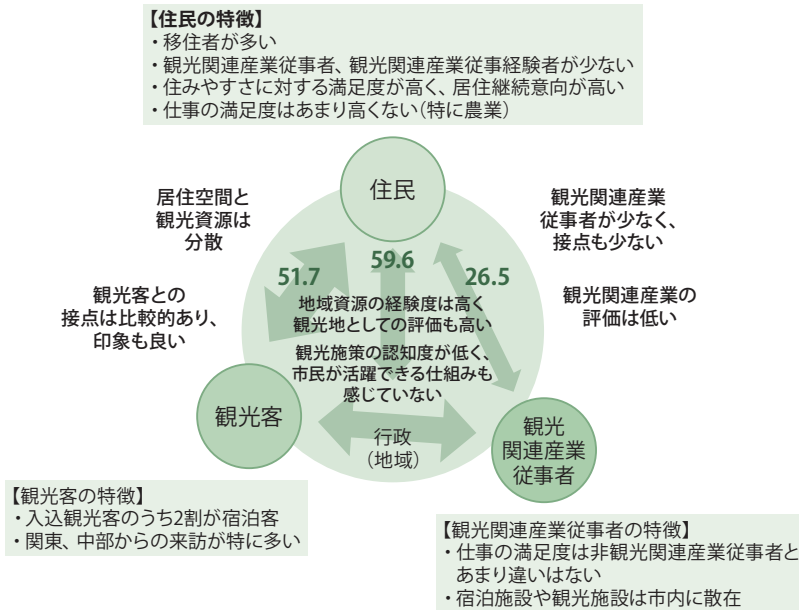 【住民の特徴】
・移住者が多い
・観光関連産業従事者、観光関連産業従事経験者が少ない
・住みやすさに対する満足度が高く、居住継続意向が高い
・仕事の満足度はあまり高くない（特に農業）
住民
居住空間と
観光資源は
分散
観光関連産業
従事者が少なく、
接点も少ない
51.7
59.6
26.5
観光客との
接点は比較的あり、
印象も良い
地域資源の経験度は高く
観光地としての評価も高い
観光関連産業の
評価は低い
観光施策の認知度が低く、
市民が活躍できる仕組みも
感じていない
観光客
行政
（地域）
観光
関連産業
従事者
【観光客の特徴】
・入込観光客のうち2割が宿泊客
・関東、中部からの来訪が特に多い
【観光関連産業従事者の特徴】
・仕事の満足度は非観光関連産業従事者と
あまり違いはない
・宿泊施設や観光施設は市内に散在